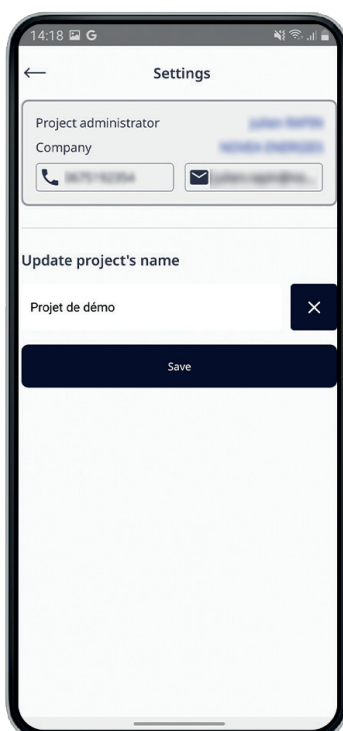 14:18 G
Settings
Project administrator
Company
Update project's name
Projet de démo
Save